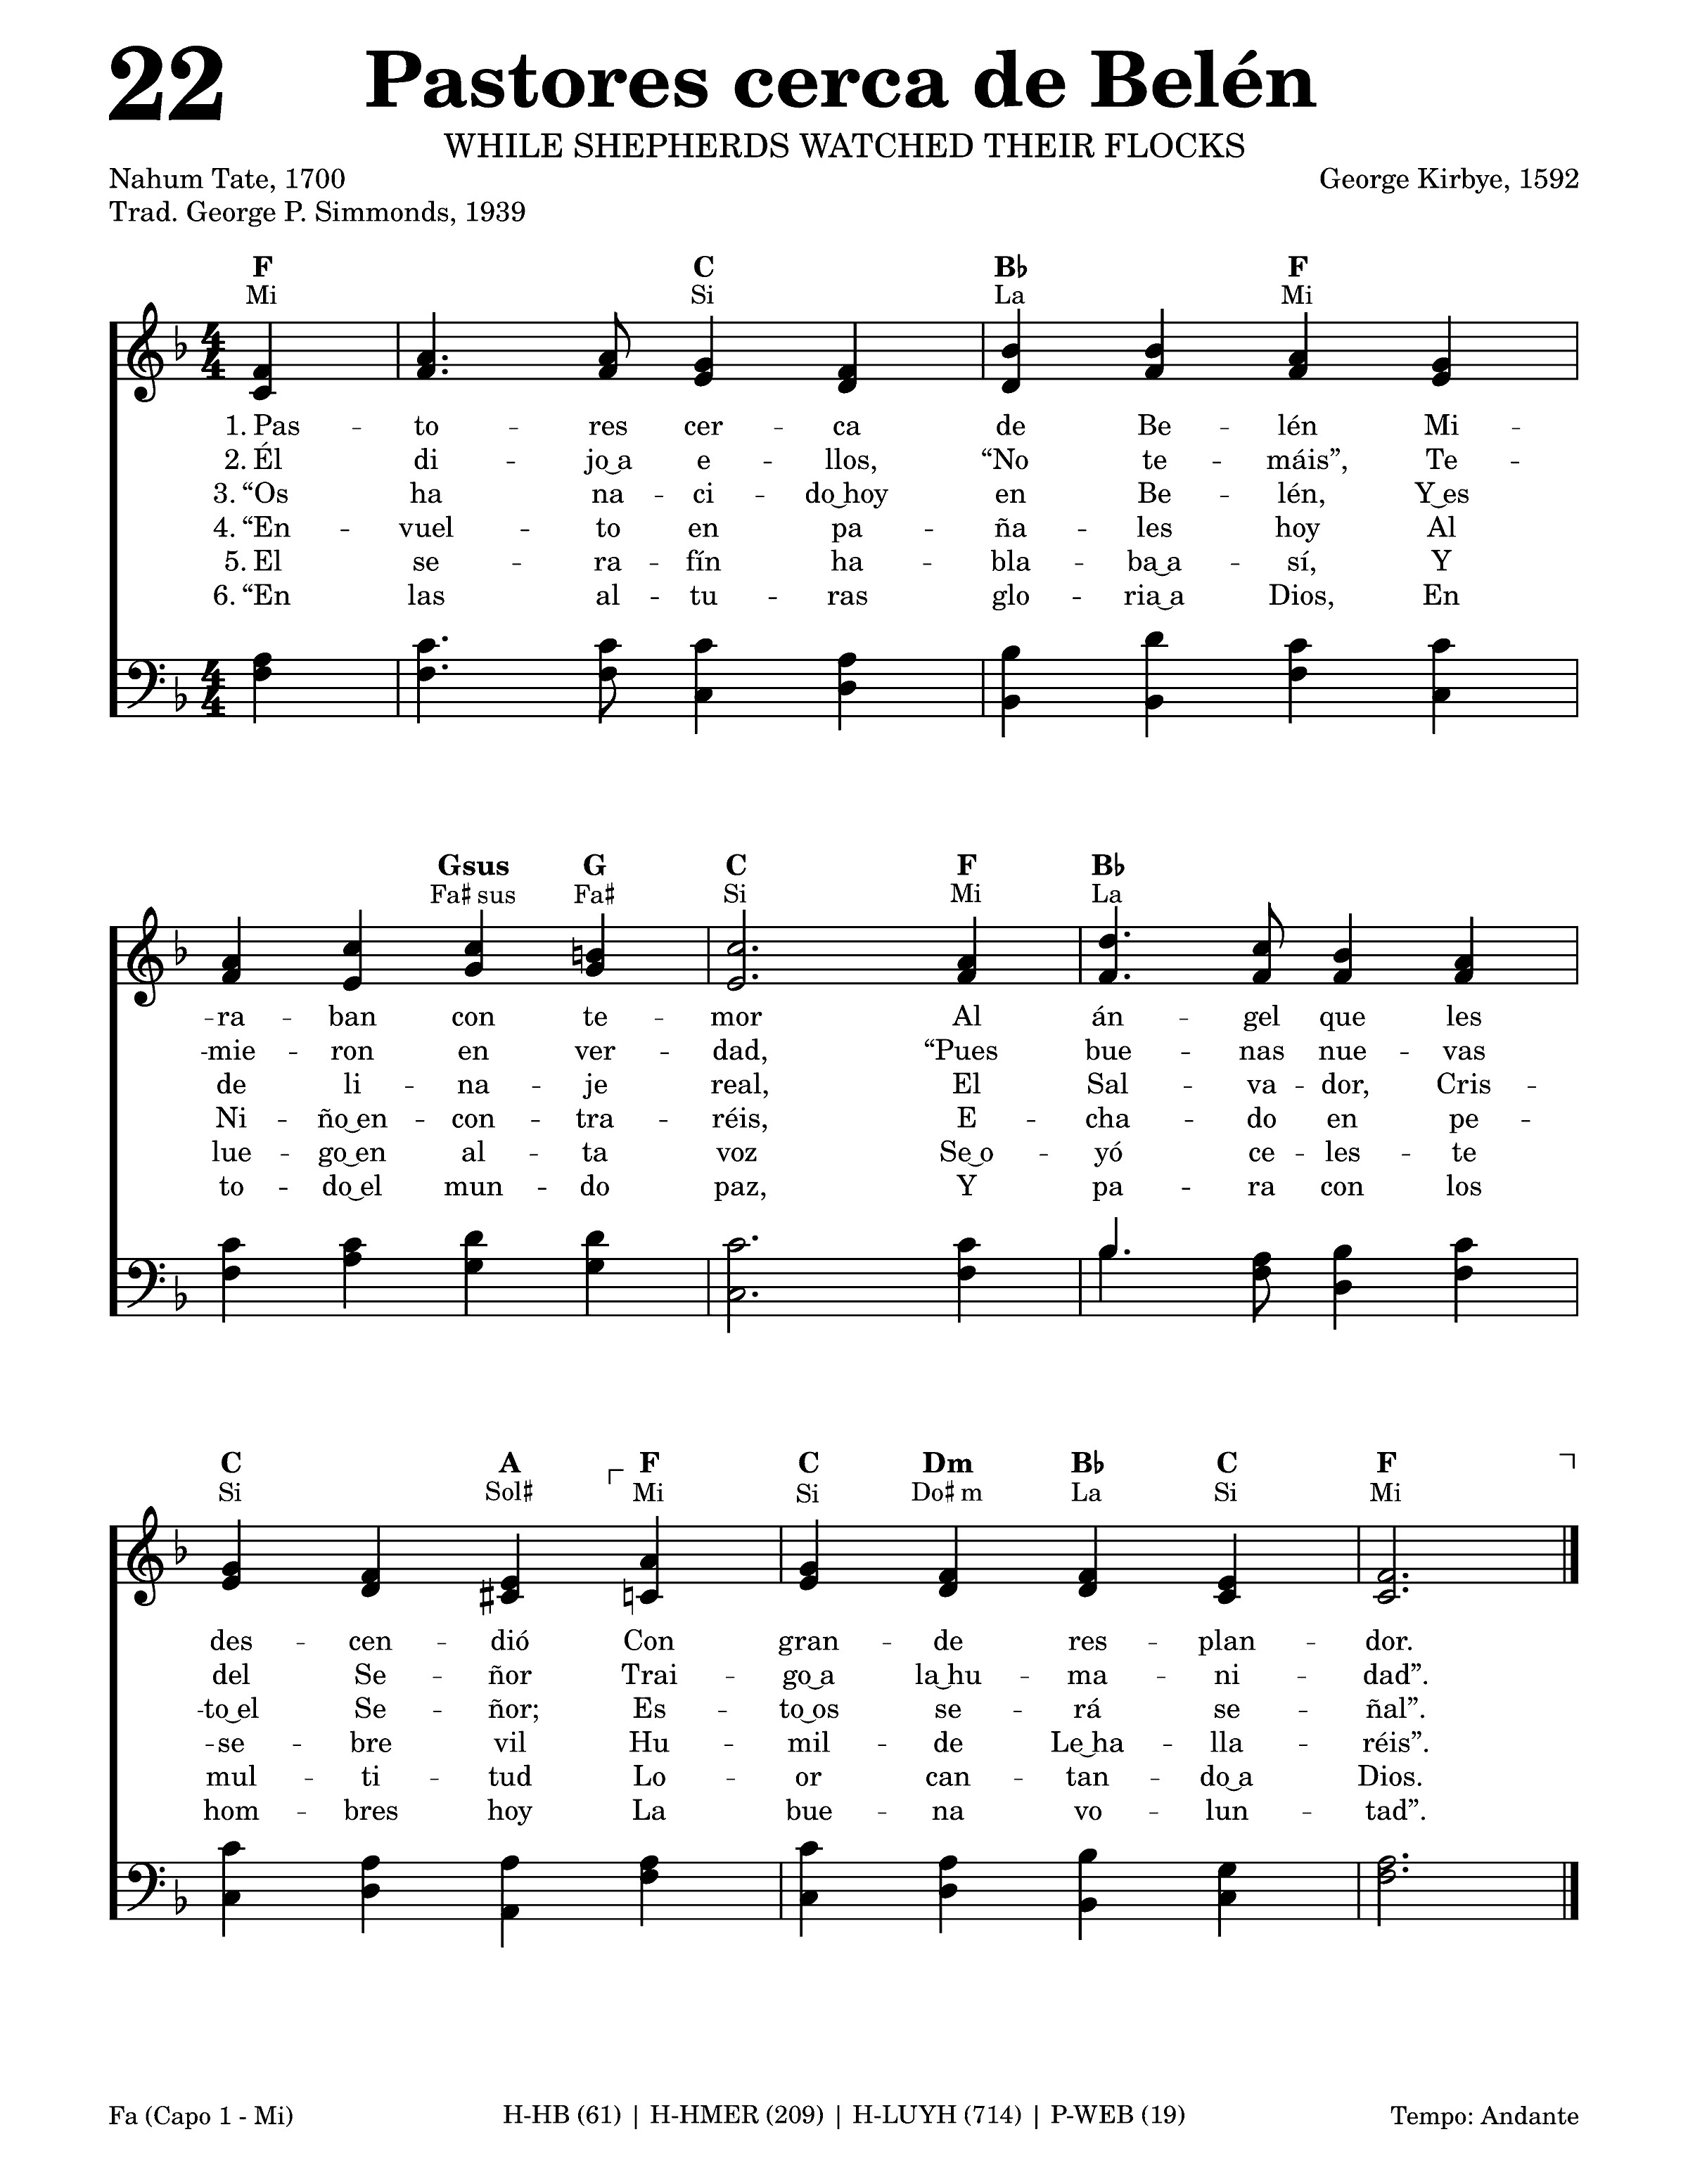 22
Pastores cerca de Belén
WHILE SHEPHERDS WATCHED THEIR FLOCKS
Nahum Tate, 1700
George Kirbye, 1592
Trad. George P. Simmonds, 1939
F C B♭ F
Mi Si La Mi
1. Pas - to - res cer - ca de Be - lén Mi -
2. Él di - jo‿a e - llos, “No te - máis”, Te -
3. “Os ha na - ci - do‿hoy en Be - lén, Y‿es
4. “En - vuel - to en pa - ña - les hoy Al
5. El se - ra - fín ha - bla - ba‿a - sí, Y
6. “En las al - tu - ras glo - ria‿a Dios, En
Gsus G C F B♭
Fa♯ sus Fa♯ Si Mi La
-ra - ban con te - mor Al án - gel que les
-mie - ron en ver - dad, “Pues bue - nas nue - vas
de li - na - je real, El Sal - va - dor, Cris -
Ni - ño‿en - con - tra - réis, E - cha - do en pe -
lue - go‿en al - ta voz Se‿o - yó ce - les - te
to - do‿el mun - do paz, Y pa - ra con los
C A F C Dm B♭ C F
Si Sol♯ Mi Si Do♯ m La Si Mi
des - cen - dió Con gran - de res - plan - dor.
del Se - ñor Trai - go‿a la‿hu - ma - ni - dad”.
-to‿el Se - ñor; Es - to‿os se - rá se - ñal”.
-se - bre vil Hu - mil - de Le‿ha - lla - réis”.
mul - ti - tud Lo - or can - tan - do‿a Dios.
hom - bres hoy La bue - na vo - lun - tad”.
Fa (Capo 1 - Mi)
H-HB (61) | H-HMER (209) | H-LUYH (714) | P-WEB (19)
Tempo: Andante